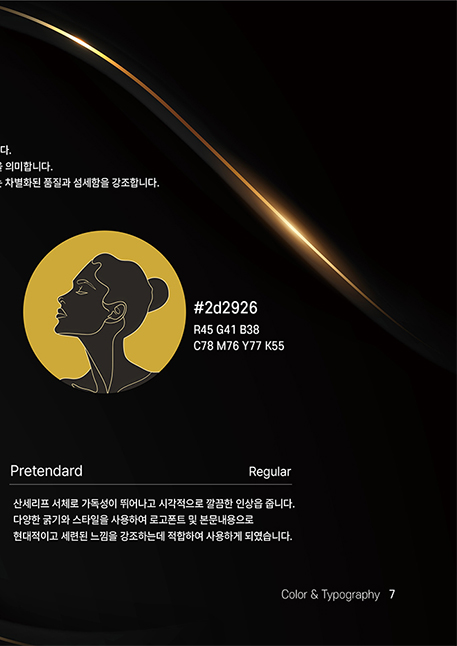 다.
을 의미합니다.
는 차별화된 품질과 섬세함을 강조합니다.
#2d2926
R45 G41 B38
C78 M76 Y77 K55
Pretendard
Regular
산세리프 서체로 가독성이 뛰어나고 시각적으로 깔끔한 인상읍 줍니다.
다양한 굵기와 스타일을 사용하여 로고폰트 및 본문내용으로
현대적이고 세련된 느낌을 강조하는데 적합하여 사용하게 되였습니다.
Color & Typography 7